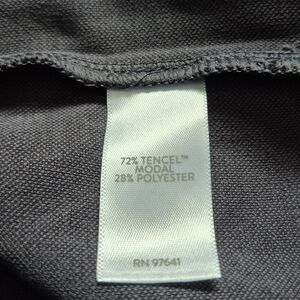 72% TENCEL™
MODAL
28% POLYESTER
RN 97641